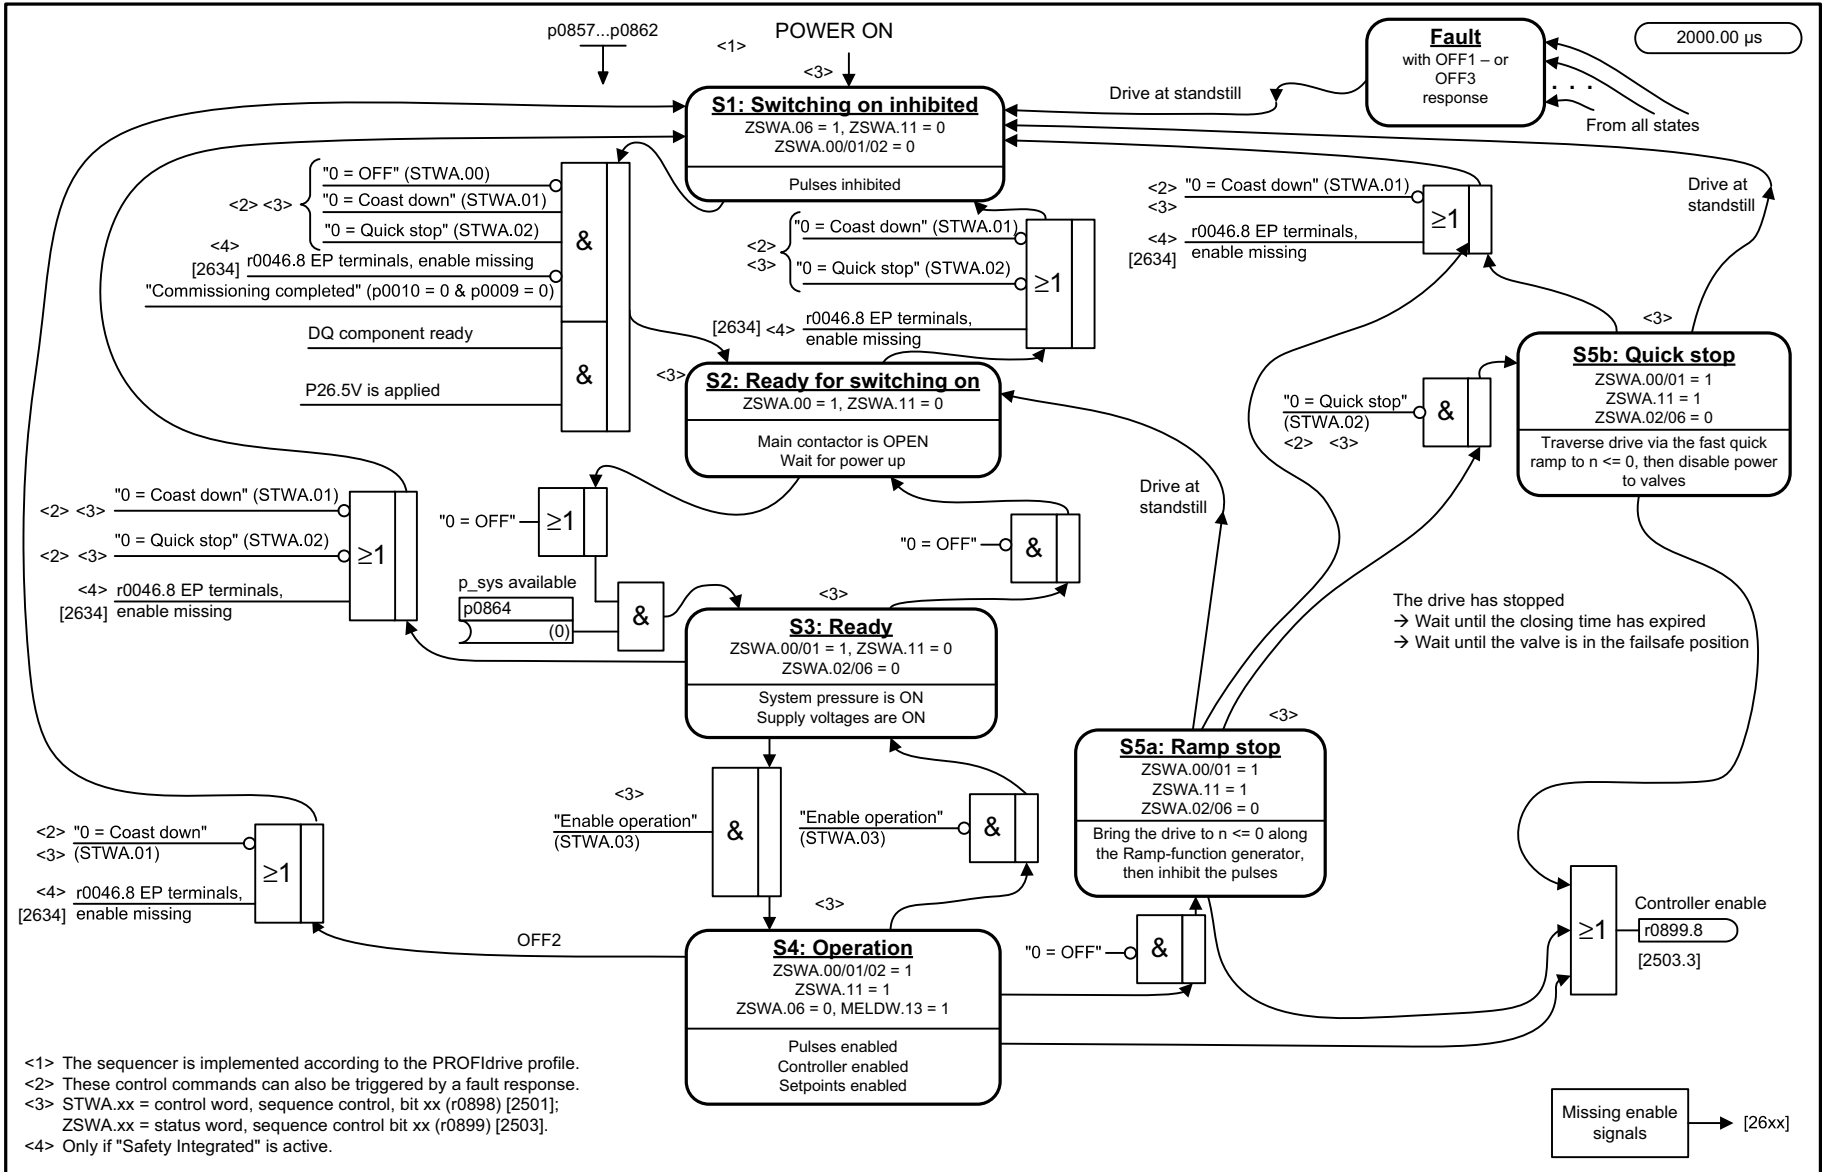 p0857...p0862
<1>
POWER ON
<3>
2000.00 µs
Fault
with OFF1 – or
OFF3
response
. . .
From all states
Drive at standstill
S1: Switching on inhibited
ZSWA.06 = 1, ZSWA.11 = 0
ZSWA.00/01/02 = 0
Pulses inhibited
<2> <3>
"0 = OFF" (STWA.00)
"0 = Coast down" (STWA.01)
"0 = Quick stop" (STWA.02)
<4>
[2634]
r0046.8 EP terminals, enable missing
"Commissioning completed" (p0010 = 0 & p0009 = 0)
&
DQ component ready
P26.5V is applied
&
<2>
<3>
"0 = Coast down" (STWA.01)
"0 = Quick stop" (STWA.02)
[2634] <4>
r0046.8 EP terminals,
enable missing
≥1
<2>
<3>
"0 = Coast down" (STWA.01)
<4>
[2634]
r0046.8 EP terminals,
enable missing
≥1
Drive at
standstill
<3>
S2: Ready for switching on
ZSWA.00 = 1, ZSWA.11 = 0
Main contactor is OPEN
Wait for power up
<3>
S5b: Quick stop
ZSWA.00/01 = 1
ZSWA.11 = 1
ZSWA.02/06 = 0
Traverse drive via the fast quick
ramp to n <= 0, then disable power
to valves
"0 = Quick stop"
(STWA.02)
<2> <3>
&
<2> <3>
"0 = Coast down" (STWA.01)
<2> <3>
"0 = Quick stop" (STWA.02)
<4>
[2634]
r0046.8 EP terminals,
enable missing
≥1
"0 = OFF"
≥1
"0 = OFF"
&
Drive at
standstill
p_sys available
p0864
(0)
&
<3>
S3: Ready
ZSWA.00/01 = 1, ZSWA.11 = 0
ZSWA.02/06 = 0
System pressure is ON
Supply voltages are ON
The drive has stopped
→ Wait until the closing time has expired
→ Wait until the valve is in the failsafe position
<3>
S5a: Ramp stop
ZSWA.00/01 = 1
ZSWA.11 = 1
ZSWA.02/06 = 0
Bring the drive to n <= 0 along
the Ramp-function generator,
then inhibit the pulses
<3>
"Enable operation"
(STWA.03)
&
"Enable operation"
(STWA.03)
&
<2>
<3>
"0 = Coast down"
(STWA.01)
<4>
[2634]
r0046.8 EP terminals,
enable missing
≥1
OFF2
<3>
S4: Operation
ZSWA.00/01/02 = 1
ZSWA.11 = 1
ZSWA.06 = 0, MELDW.13 = 1
Pulses enabled
Controller enabled
Setpoints enabled
"0 = OFF"
&
≥1
Controller enable
r0899.8
[2503.3]
<1> The sequencer is implemented according to the PROFIdrive profile.
<2> These control commands can also be triggered by a fault response.
<3> STWA.xx = control word, sequence control, bit xx (r0898) [2501];
ZSWA.xx = status word, sequence control bit xx (r0899) [2503].
<4> Only if "Safety Integrated" is active.
Missing enable
signals
[26xx]